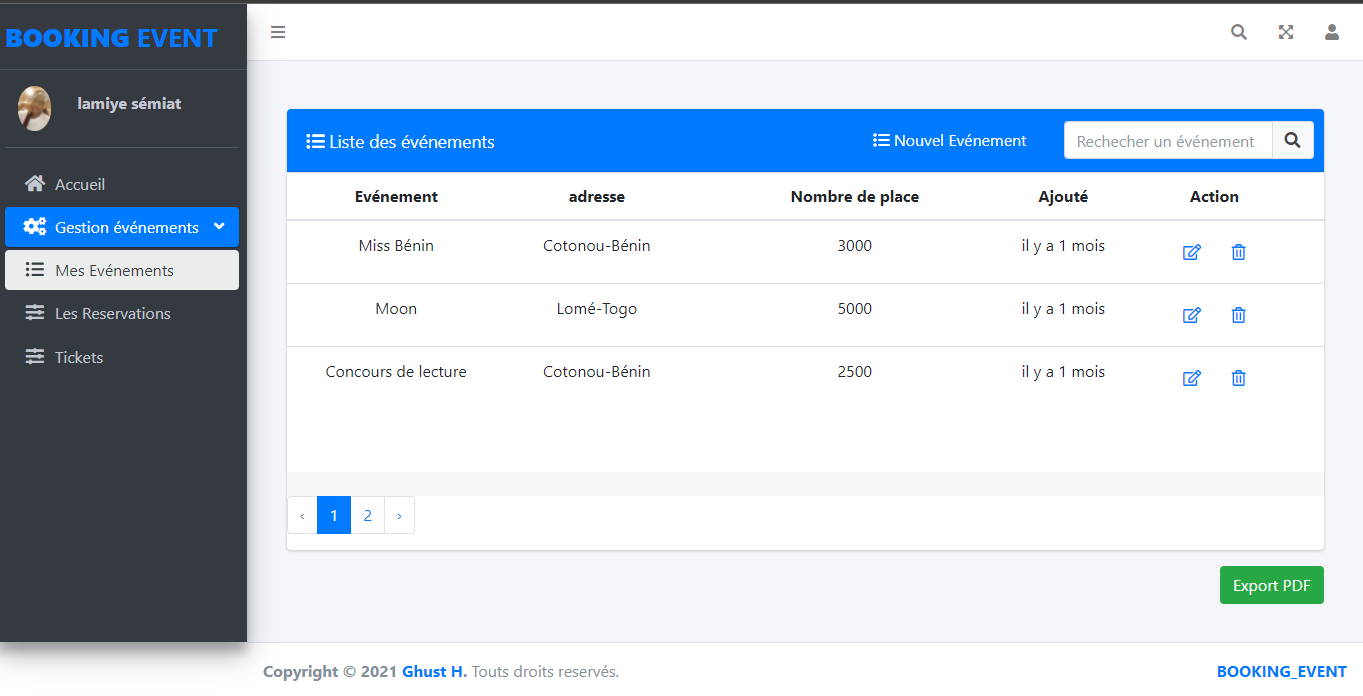 BOOKING EVENT
lamiye sémiat
Accueil
Gestion événements
Mes Evénements
Les Reservations
Tickets
Liste des événements
Nouvel Evénement
Rechecher un événement
Evénement adresse Nombre de place Ajouté Action
Miss Bénin Cotonou-Bénin 3000 il y a 1 mois
Moon Lomé-Togo 5000 il y a 1 mois
Concours de lecture Cotonou-Bénin 2500 il y a 1 mois
‹ 1 2 ›
Export PDF
Copyright © 2021 Ghust H. Touts droits reservés.
BOOKING_EVENT